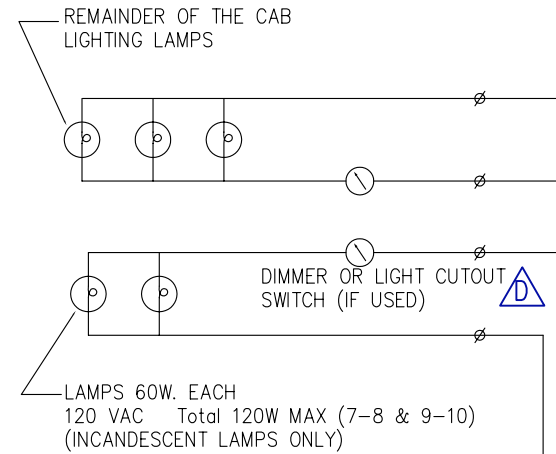 REMAINDER OF THE CAB
LIGHTING LAMPS
DIMMER OR LIGHT CUTOUT
SWITCH (IF USED)
D
LAMPS 60W. EACH
120 VAC Total 120W MAX (7-8 & 9-10)
(INCANDESCENT LAMPS ONLY)